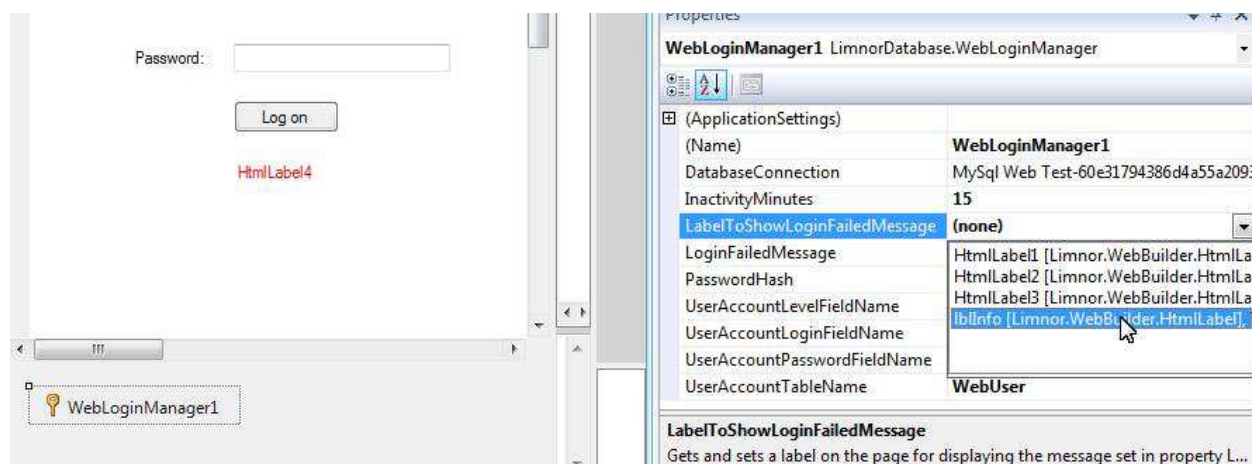 Password:
Log on
HtmlLabel4
WebLoginManager1
Properties
WebLoginManager1 LimnorDatabase.WebLoginManager
(ApplicationSettings)
(Name) WebLoginManager1
DatabaseConnection MySql Web Test-60e31794386d4a55a209
InactivityMinutes 15
LabelToShowLoginFailedMessage (none)
LoginFailedMessage
PasswordHash
UserAccountLevelFieldName
UserAccountLoginFieldName
UserAccountPasswordFieldName
UserAccountTableName WebUser
HtmlLabel1 [Limnor.WebBuilder.HtmlLa
HtmlLabel2 [Limnor.WebBuilder.HtmlLa
HtmlLabel3 [Limnor.WebBuilder.HtmlLa
lblInfo [Limnor.WebBuilder.HtmlLabel],
LabelToShowLoginFailedMessage
Gets and sets a label on the page for displaying the message set in property L...